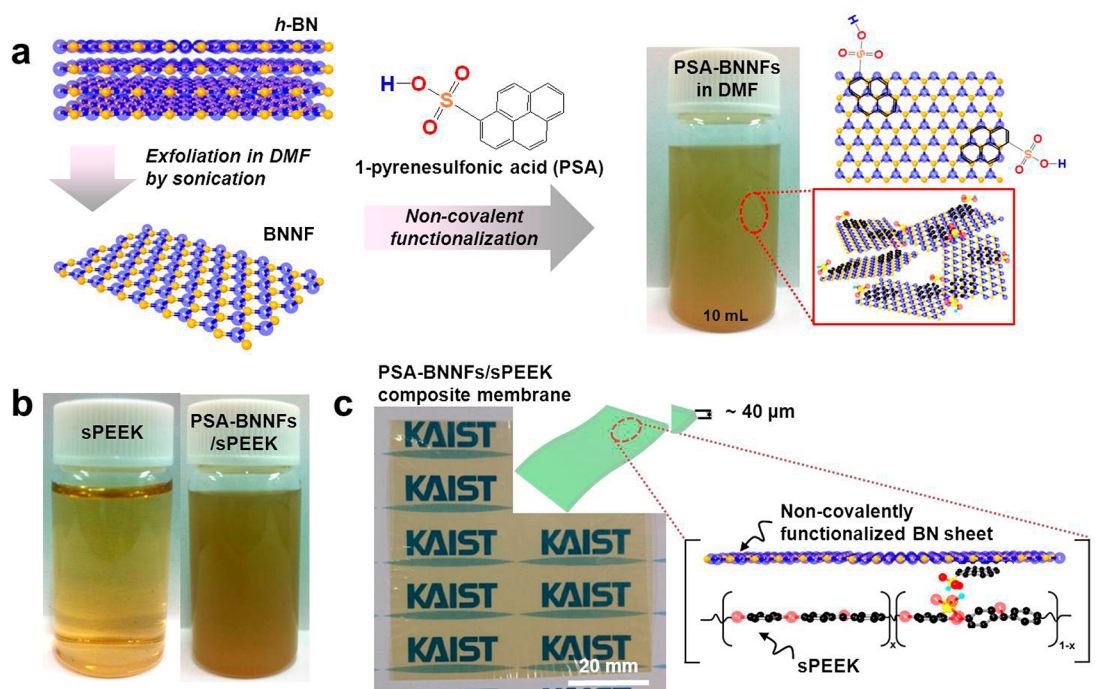 a
h-BN
Exfoliation in DMF
by sonication
BNNF
H
O
S
O
O
1-pyrenesulfonic acid (PSA)
Non-covalent
functionalization
PSA-BNNFs
in DMF
10 mL
H
O
O
S
O
O
S
O
H
O
b
sPEEK
PSA-BNNFs
/sPEEK
c
PSA-BNNFs/sPEEK
composite membrane
~ 40 µm
KAIST
KAIST
KAIST KAIST
KAIST KAIST
KAIST KAIST
20 mm
Non-covalently
functionalized BN sheet
x
1-x
sPEEK